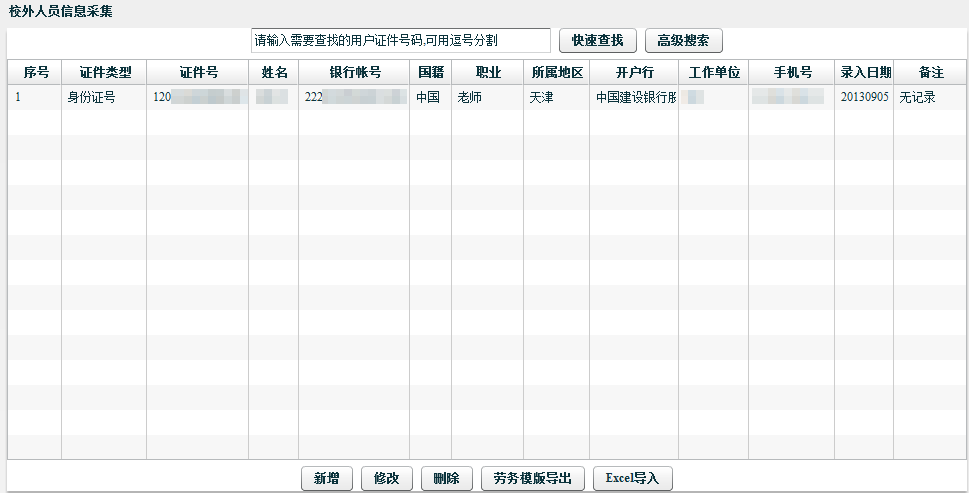 校外人员信息采集
请输入需要查找的用户证件号码,可用逗号分割 快速查找 高级搜索
序号 证件类型 证件号 姓名 银行帐号 国籍 职业 所属地区 开户行 工作单位 手机号 录入日期 备注
1 身份证号 120 222 中国 老师 天津 中国建设银行股 20130905 无记录
新增 修改 删除 劳务模版导出 Excel导入